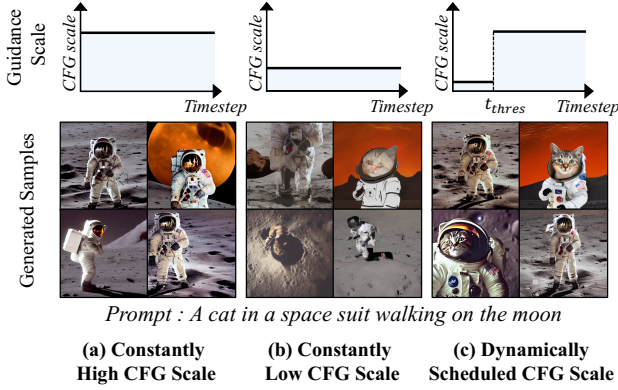 Guidance Scale
CFG scale
Timestep
CFG scale
Timestep
CFG scale
t_thres
Timestep
Generated Samples
Prompt : A cat in a space suit walking on the moon
(a) Constantly
High CFG Scale
(b) Constantly
Low CFG Scale
(c) Dynamically
Scheduled CFG Scale